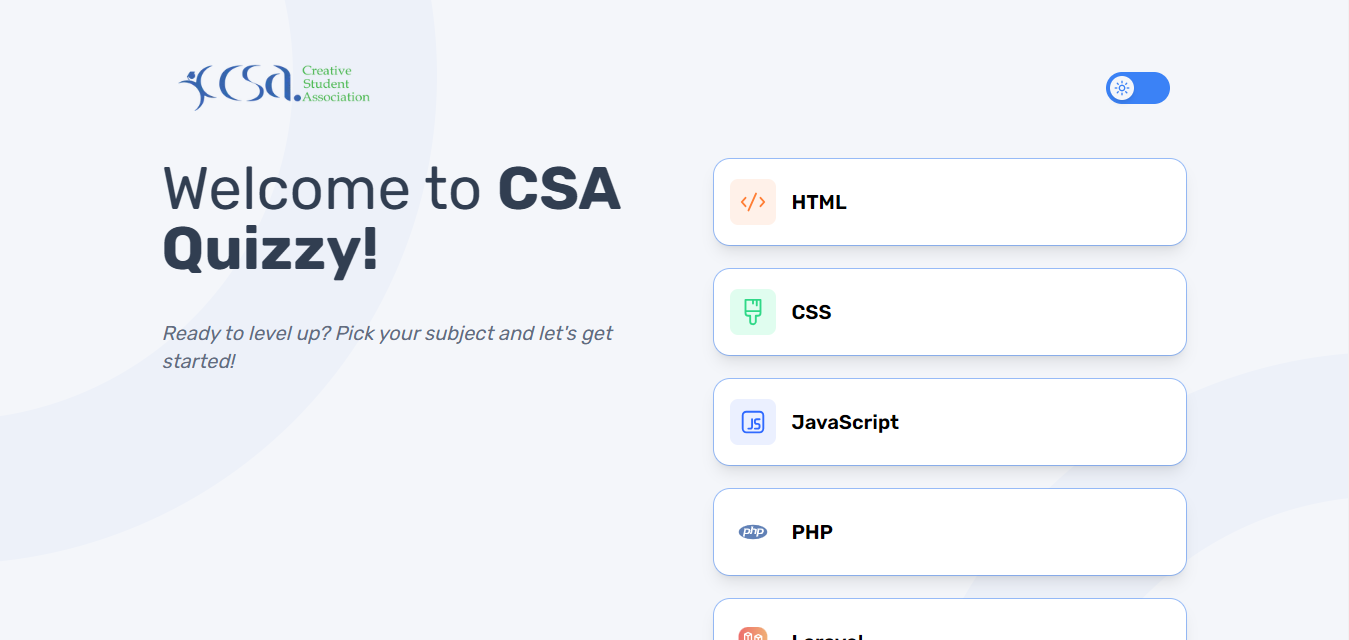 csa.
Creative
Student
Association
Welcome to CSA
Quizzy!
Ready to level up? Pick your subject and let's get
started!
HTML
CSS
JS JavaScript
php PHP
Laravel